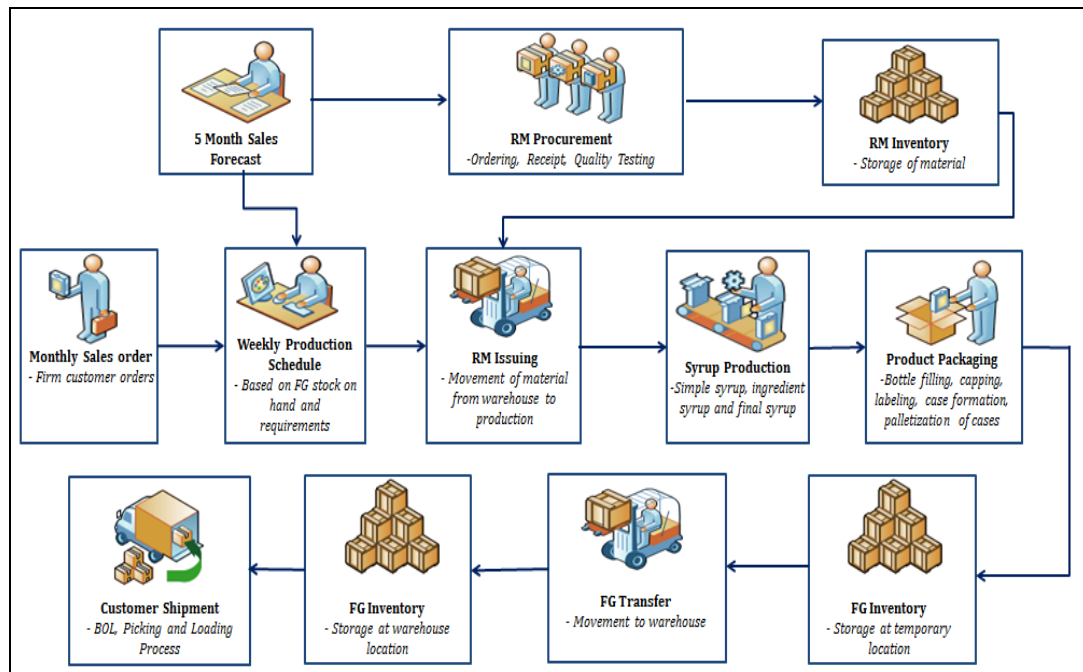 5 Month Sales
Forecast
RM Procurement
-Ordering, Receipt, Quality Testing
RM Inventory
- Storage of material
Monthly Sales order
- Firm customer orders
Weekly Production
Schedule
- Based on FG stock on
hand and
requirements
RM Issuing
- Movement of material
from warehouse to
production
Syrup Production
-Simple syrup, ingredient
syrup and final syrup
Product Packaging
-Bottle filling, capping,
labeling, case formation,
palletization of cases
Customer Shipment
- BOL, Picking and Loading
Process
FG Inventory
- Storage at warehouse
location
FG Transfer
- Movement to warehouse
FG Inventory
- Storage at temporary
location